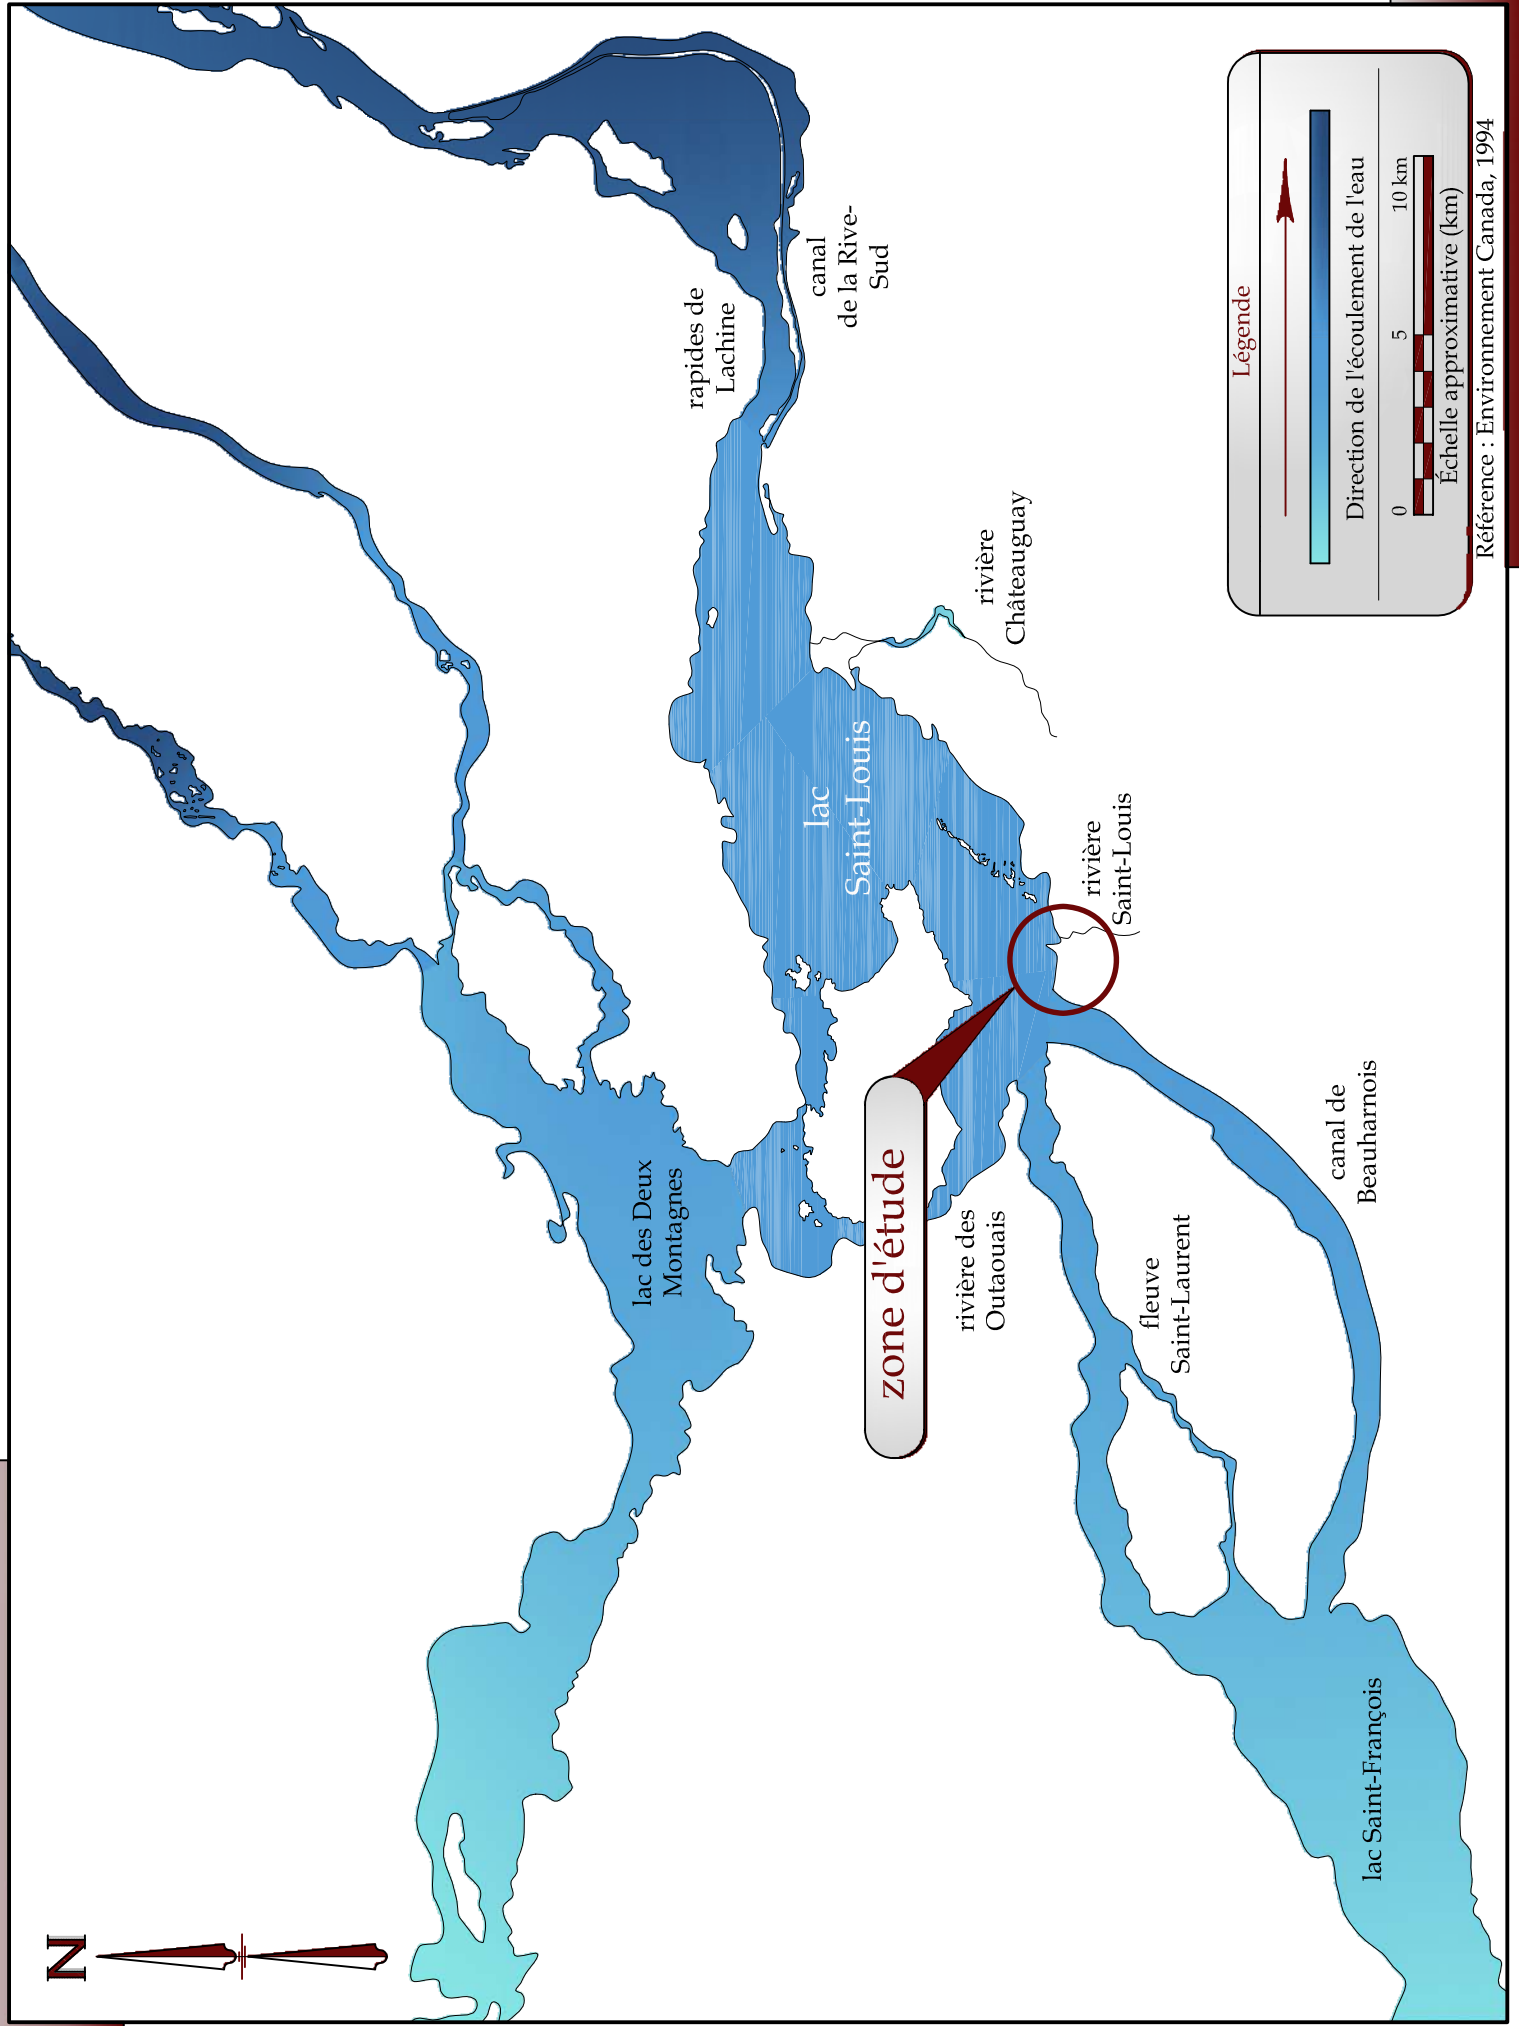 N
lac des Deux
Montagnes
rapides de
Lachine
canal
de la Rive-
Sud
lac
Saint-Louis
rivière
Châteauguay
rivière
Saint-Louis
zone d'étude
rivière des
Outaouais
fleuve
Saint-Laurent
canal de
Beauharnois
lac Saint-François
Légende
Direction de l'écoulement de l'eau
0 5 10 km
Échelle approximative (km)
Référence : Environnement Canada, 1994